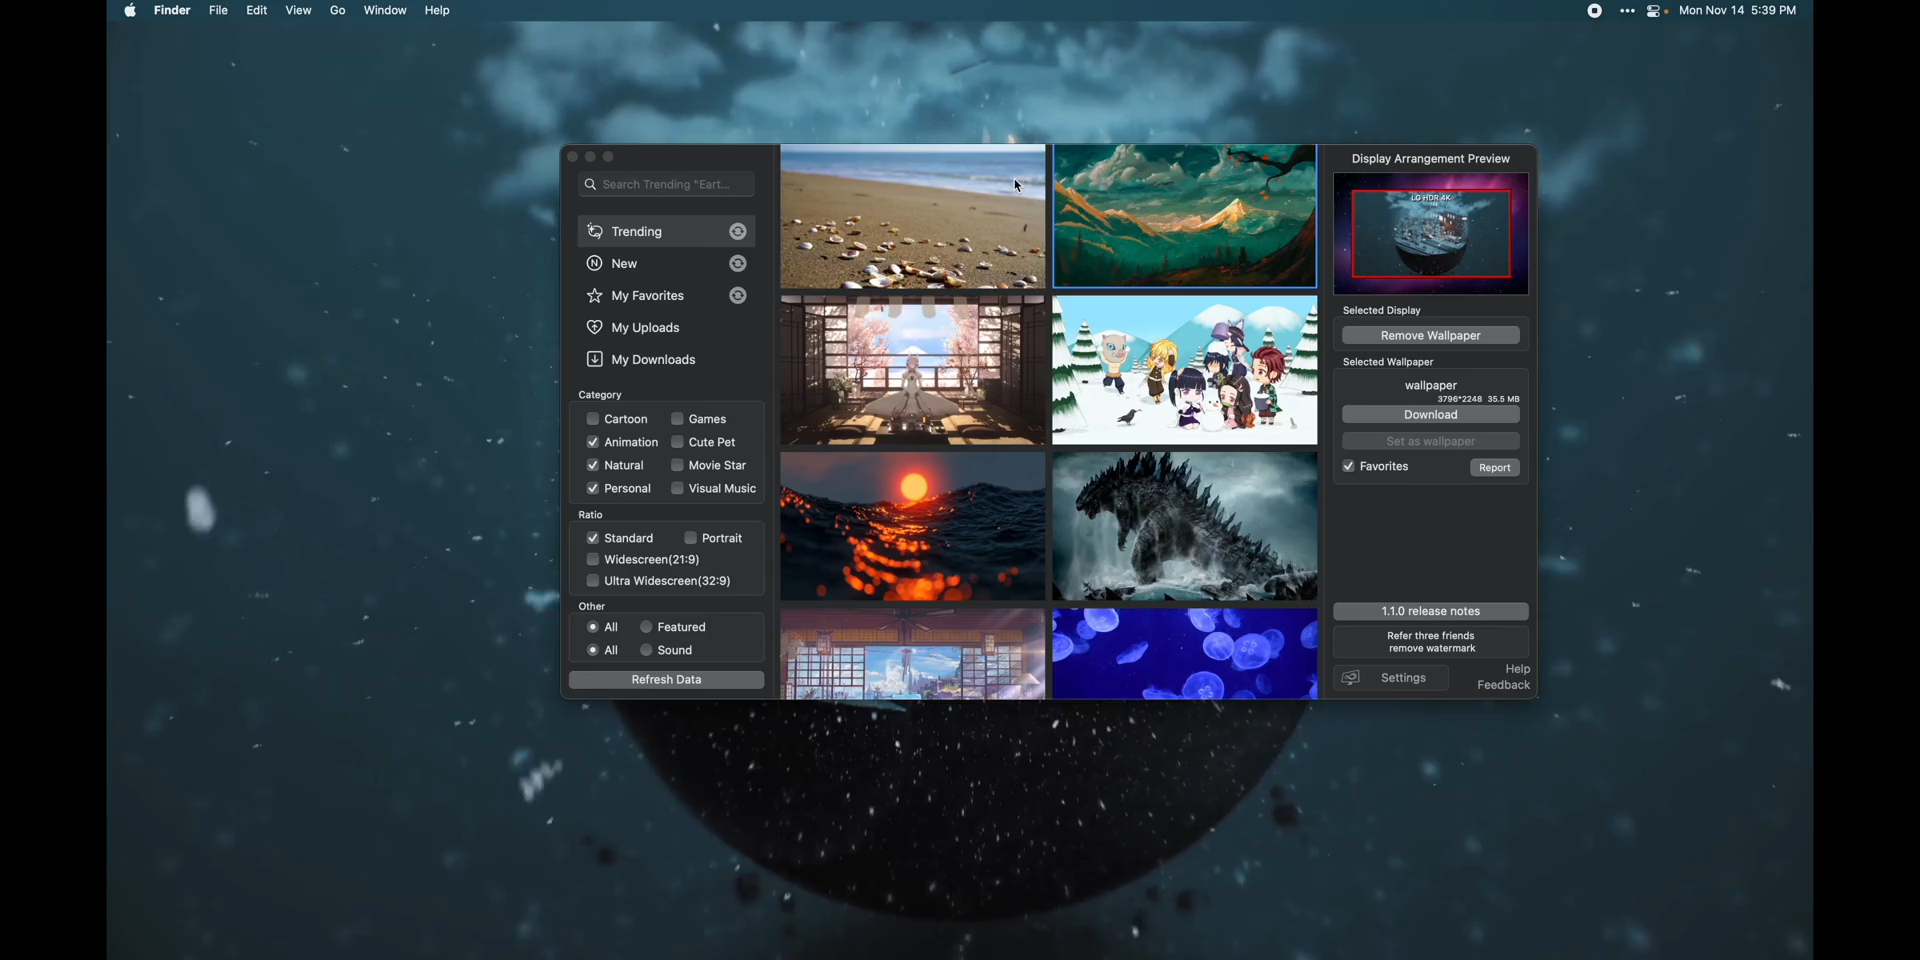 Finder File Edit View Go Window Help
Mon Nov 14 5:39 PM
Search Trending "Eart...
Trending
New
My Favorites
My Uploads
My Downloads
Category
Cartoon Games
Animation Cute Pet
Natural Movie Star
Personal Visual Music
Ratio
Standard Portrait
Widescreen(21:9)
Ultra Widescreen(32:9)
Other
All Featured
All Sound
Refresh Data
Display Arrangement Preview
LG HDR 4K
Selected Display
Remove Wallpaper
Selected Wallpaper
wallpaper
3796*2248 35.5 MB
Download
Set as wallpaper
Favorites Report
1.1.0 release notes
Refer three friends
remove watermark
Settings
Help
Feedback